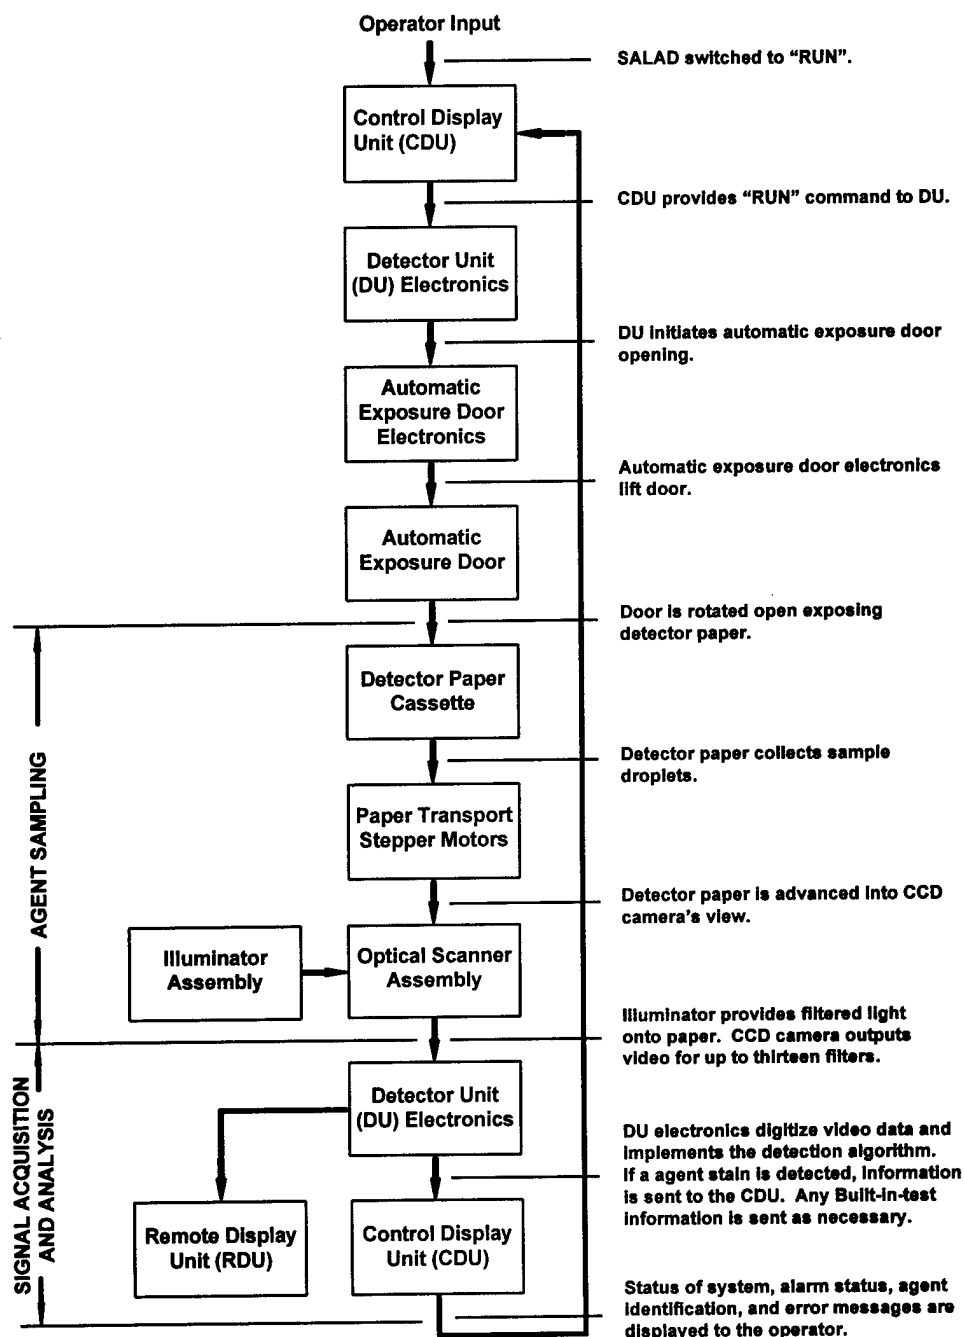 Operator Input
SALAD switched to “RUN”.
Control Display
Unit (CDU)
CDU provides “RUN” command to DU.
Detector Unit
(DU) Electronics
DU initiates automatic exposure door
opening.
Automatic
Exposure Door
Electronics
Automatic exposure door electronics
lift door.
Automatic
Exposure Door
Door is rotated open exposing
detector paper.
Detector Paper
Cassette
Detector paper collects sample
droplets.
Paper Transport
Stepper Motors
Detector paper is advanced into CCD
camera's view.
AGENT SAMPLING
Illuminator
Assembly
Optical Scanner
Assembly
Illuminator provides filtered light
onto paper. CCD camera outputs
video for up to thirteen filters.
Detector Unit
(DU) Electronics
DU electronics digitize video data and
implements the detection algorithm.
If a agent stain is detected, information
is sent to the CDU. Any Built-in-test
information is sent as necessary.
SIGNAL ACQUISITION
AND ANALYSIS
Remote Display
Unit (RDU)
Control Display
Unit (CDU)
Status of system, alarm status, agent
identification, and error messages are
displayed to the operator.